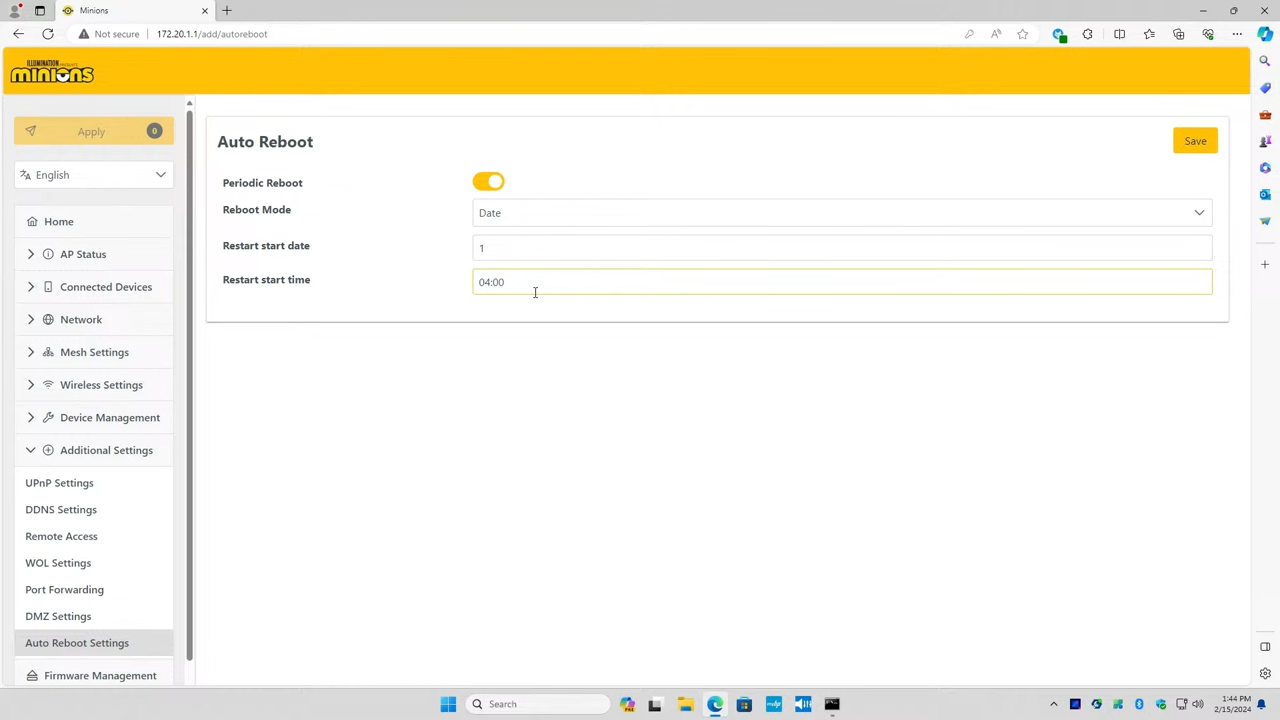 Minions
Not secure
172.20.1.1/add/autoreboot
ILLUMINATION PRESENTS
MINIONS
Apply
0
English
Home
AP Status
Connected Devices
Network
Mesh Settings
Wireless Settings
Device Management
Additional Settings
UPnP Settings
DDNS Settings
Remote Access
WOL Settings
Port Forwarding
DMZ Settings
Auto Reboot Settings
Firmware Management
Auto Reboot
Save
Periodic Reboot
Reboot Mode
Date
Restart start date
1
Restart start time
04:00
Search
1:44 PM
2/15/2024